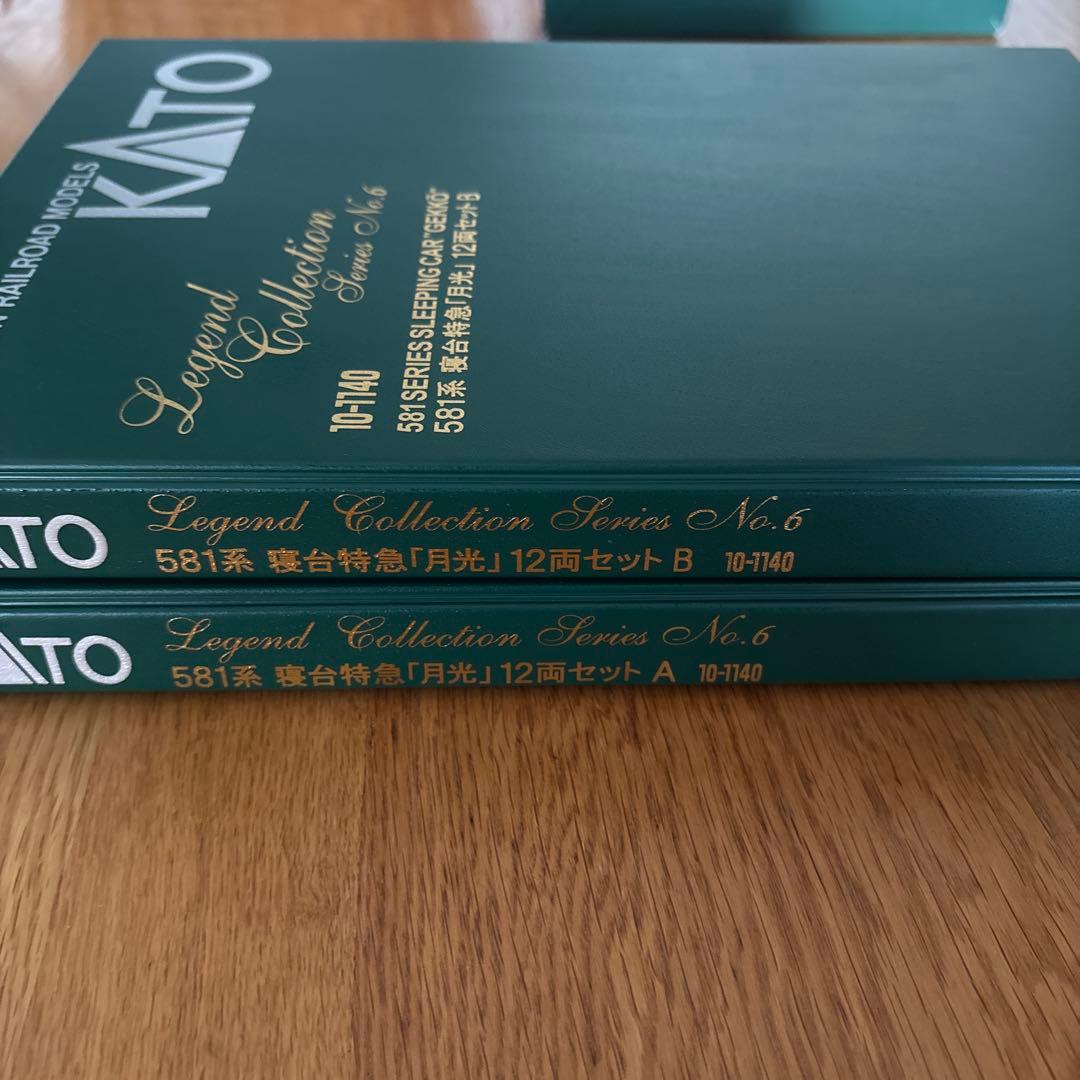 RAILROAD MODELS
KATO
Legend
Collection
Series No.6
10-1140
581 SERIES SLEEPING CAR "GEKKŌ"
581系 寝台特急「月光」12両セットB
ATO
Legend Collection Series No.6
581系 寝台特急「月光」12両セット B 10-1140
ATO
Legend Collection Series No.6
581系 寝台特急「月光」12両セット A 10-1140